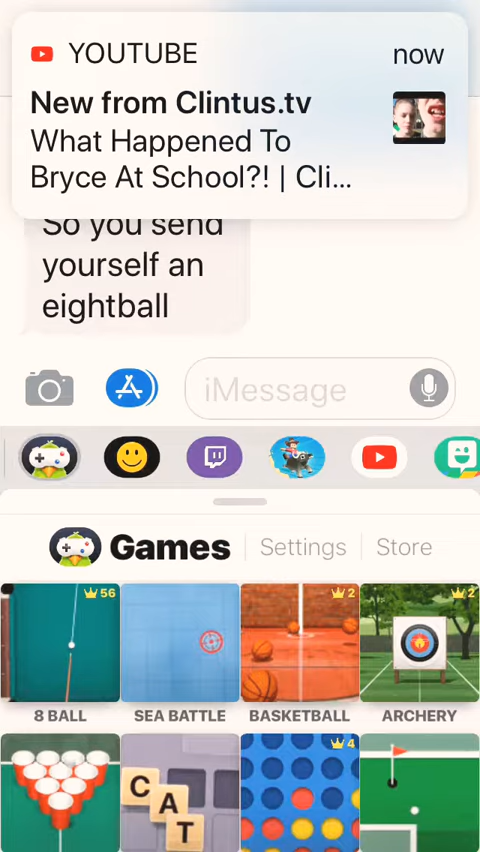 YOUTUBE now
New from Clintus.tv
What Happened To
Bryce At School?! | Cli...
So you send
yourself an
eightball
iMessage
Games Settings Store
56 2 2
8 BALL SEA BATTLE BASKETBALL ARCHERY
4
C
A
T